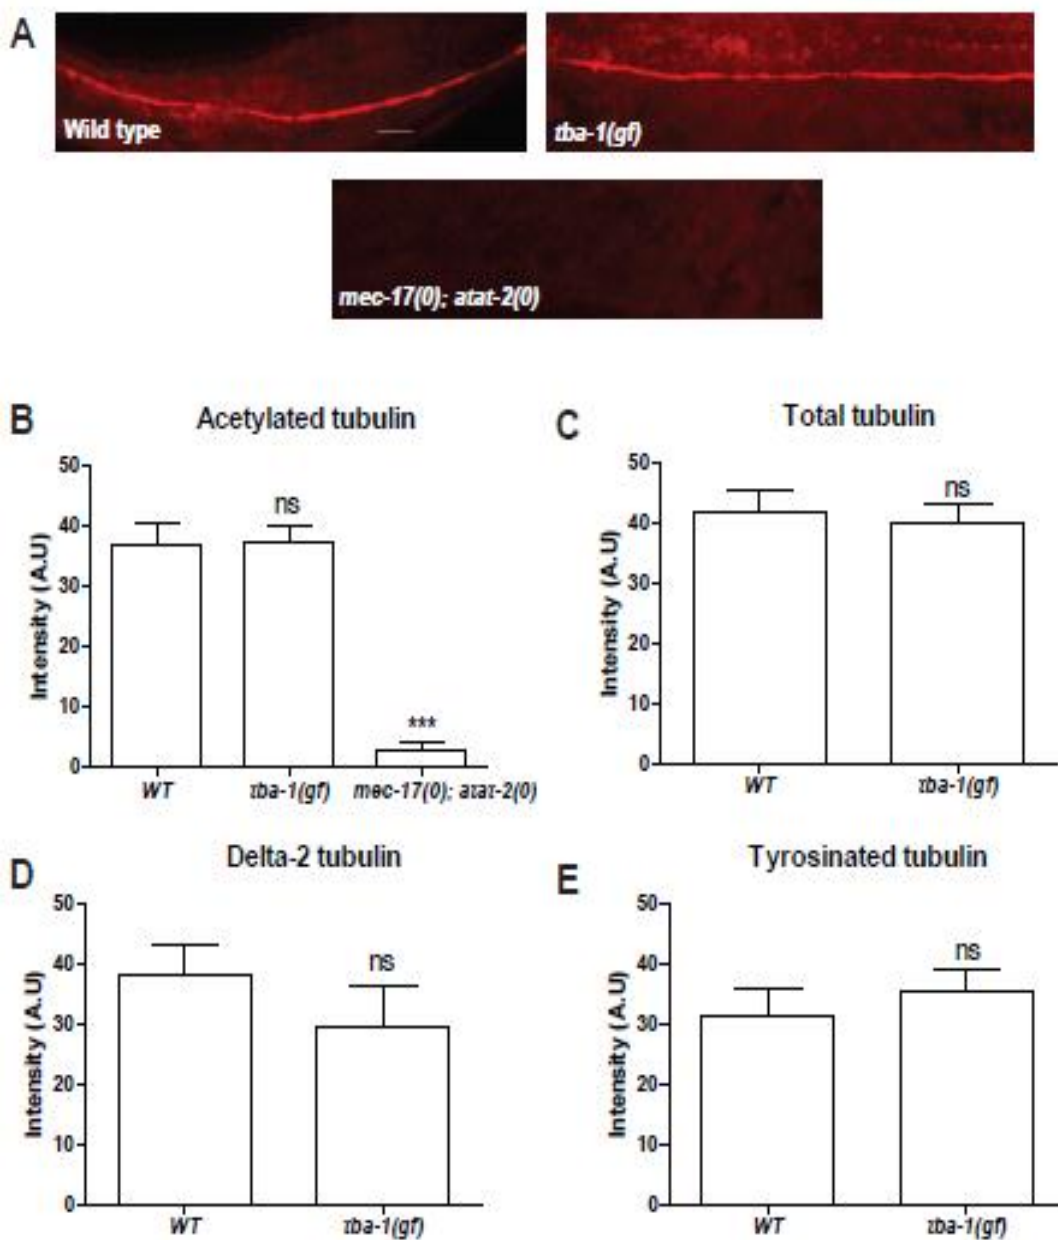 A
Wild type
tba-1(gf)
mec-17(0); atat-2(0)
B
Acetylated tubulin
Intensity (A.U)
50
40
30
20
10
0
ns
***
WT
tba-1(gf)
mec-17(0); atat-2(0)
C
Total tubulin
Intensity (A.U)
50
40
30
20
10
0
ns
WT
tba-1(gf)
D
Delta-2 tubulin
Intensity (A.U)
50
40
30
20
10
0
ns
WT
tba-1(gf)
E
Tyrosinated tubulin
Intensity (A.U)
50
40
30
20
10
0
ns
WT
tba-1(gf)